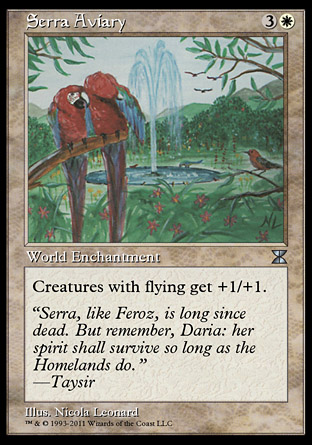 Serra Aviary 3
World Enchantment
Creatures with flying get +1/+1.
“Serra, like Feroz, is long since
dead. But remember, Daria: her
spirit shall survive so long as the
Homelands do.”
—Taysir
NL
Illus. Nicola Leonard
™ & © 1993-2011 Wizards of the Coast LLC